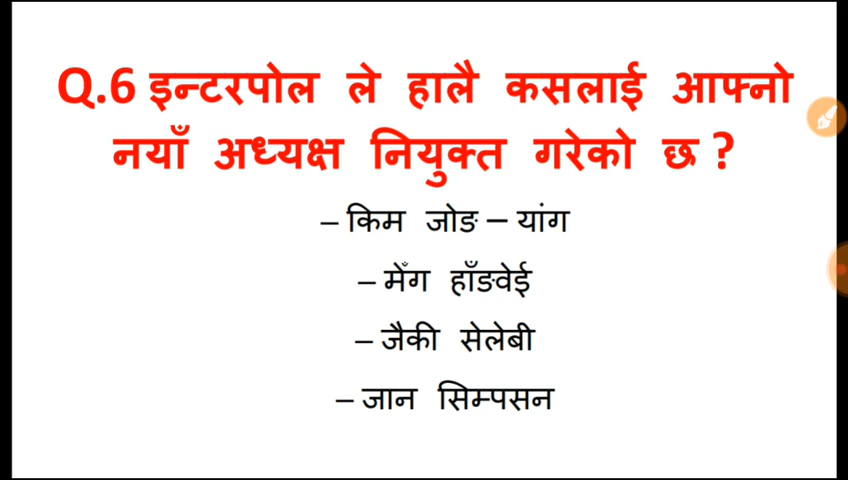 Q.6 इन्टरपोल ले हालै कसलाई आफ्नो
नयाँ अध्यक्ष नियुक्त गरेको छ ?
– किम जोङ – यांग
– मेँग हाँङवेई
– जैकी सेलेबी
– जान सिम्पसन